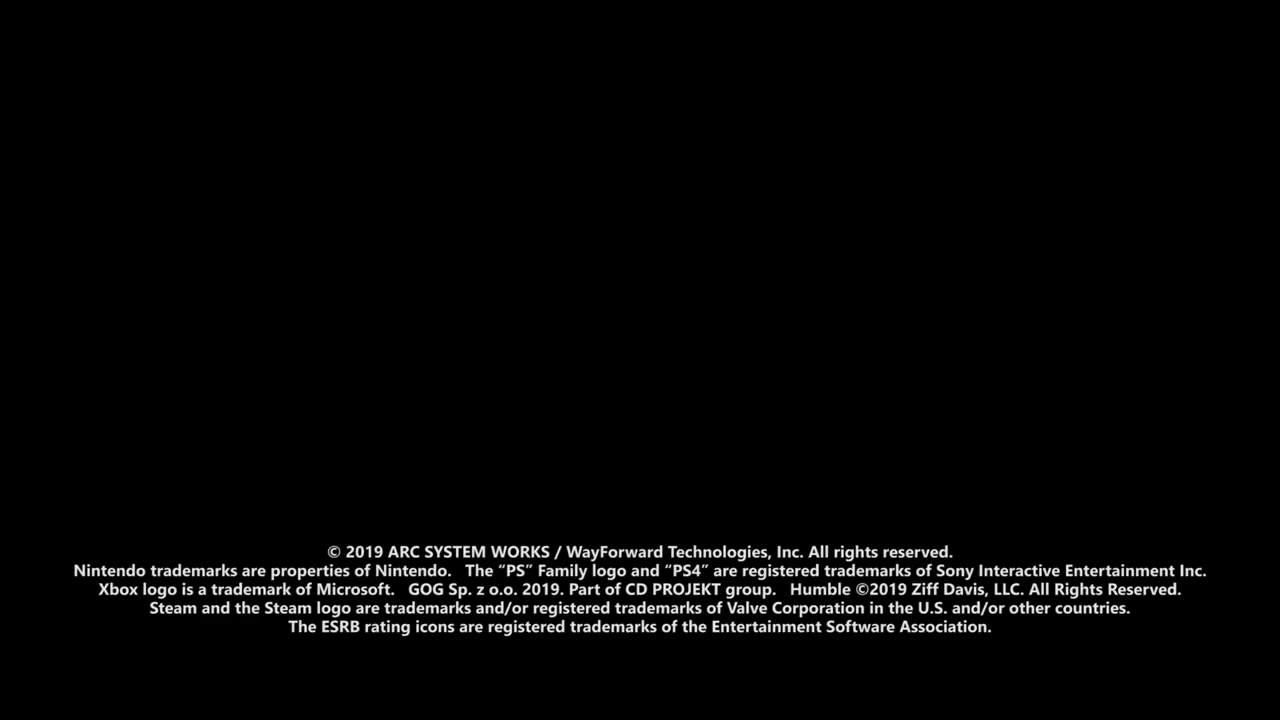 © 2019 ARC SYSTEM WORKS / WayForward Technologies, Inc. All rights reserved.
Nintendo trademarks are properties of Nintendo.   The “PS” Family logo and “PS4” are registered trademarks of Sony Interactive Entertainment Inc.
Xbox logo is a trademark of Microsoft.   GOG Sp. z o.o. 2019. Part of CD PROJEKT group.   Humble ©2019 Ziff Davis, LLC. All Rights Reserved.
Steam and the Steam logo are trademarks and/or registered trademarks of Valve Corporation in the U.S. and/or other countries.
The ESRB rating icons are registered trademarks of the Entertainment Software Association.